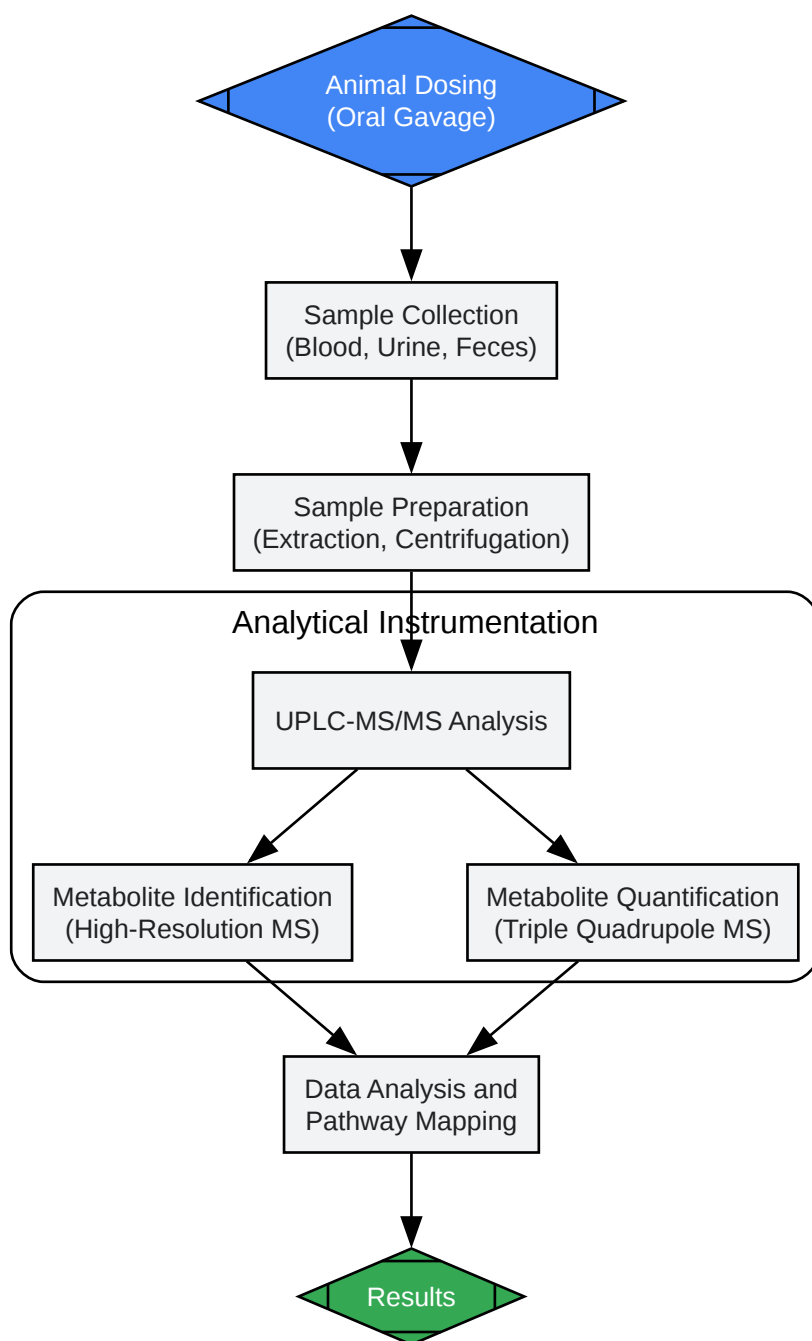 Animal Dosing
(Oral Gavage)
Sample Collection
(Blood, Urine, Feces)
Sample Preparation
(Extraction, Centrifugation)
Analytical Instrumentation
UPLC-MS/MS Analysis
Metabolite Identification
(High-Resolution MS)
Metabolite Quantification
(Triple Quadrupole MS)
Data Analysis and
Pathway Mapping
Results